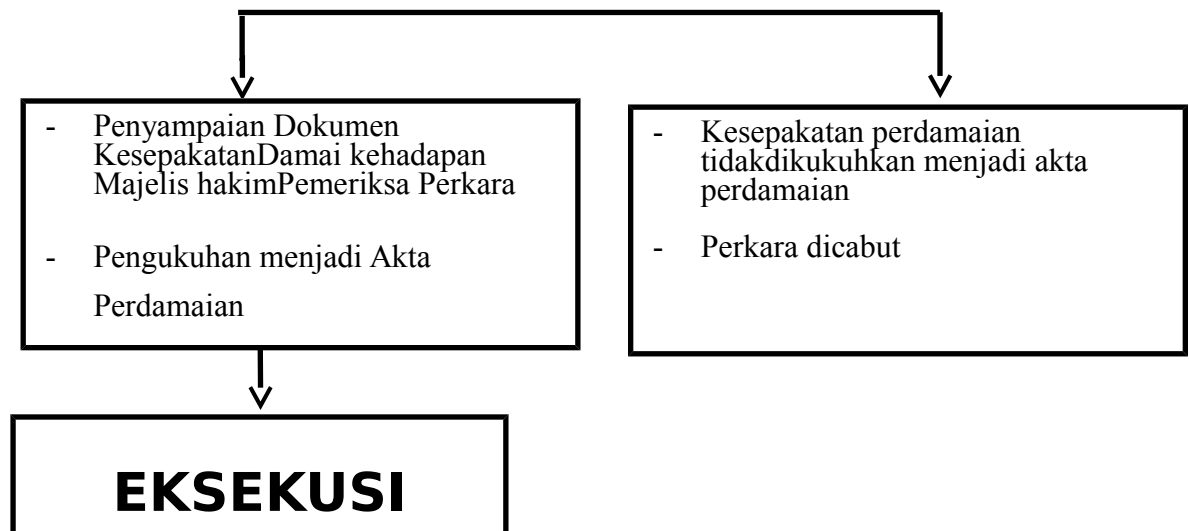 - Penyampaian Dokumen
KesepakatanDamai kehadapan
Majelis hakimPemeriksa Perkara
- Pengukuhan menjadi Akta
Perdamaian
- Kesepakatan perdamaian
tidakdikukuhkan menjadi akta
perdamaian
- Perkara dicabut
EKSEKUSI